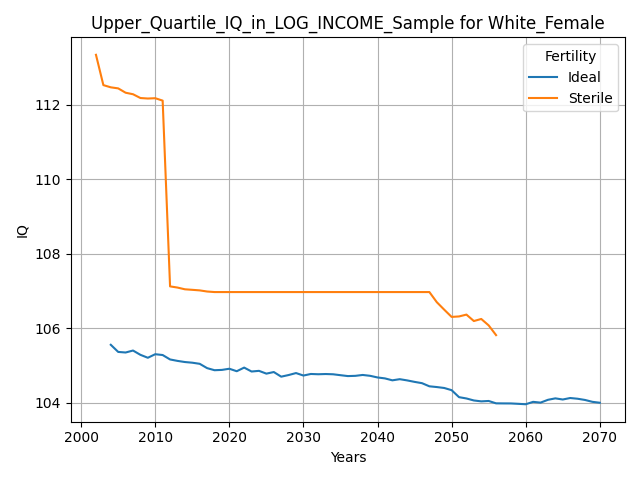 Upper_Quartile_IQ_in_LOG_INCOME_Sample for White_Female
Fertility
Ideal
Sterile
IQ
112
110
108
106
104
2000 2010 2020 2030 2040 2050 2060 2070
Years